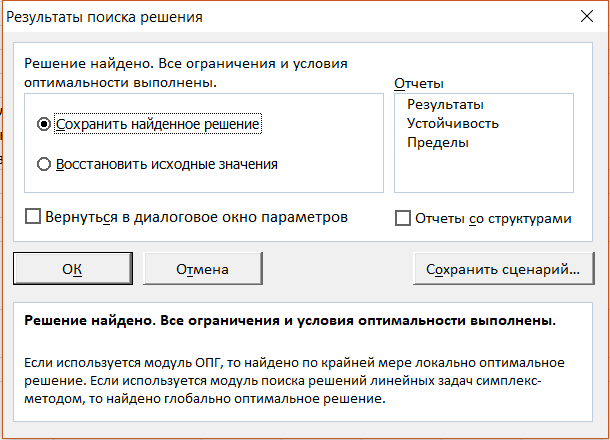 Результаты поиска решения
Решение найдено. Все ограничения и условия
оптимальности выполнены.
Отчеты
Результаты
Устойчивость
Пределы
Сохранить найденное решение
Восстановить исходные значения
Вернуться в диалоговое окно параметров
Отчеты со структурами
ОК
Отмена
Сохранить сценарий...
Решение найдено. Все ограничения и условия оптимальности выполнены.
Если используется модуль ОПГ, то найдено по крайней мере локально оптимальное
решение. Если используется модуль поиска решений линейных задач симплекс-
методом, то найдено глобально оптимальное решение.